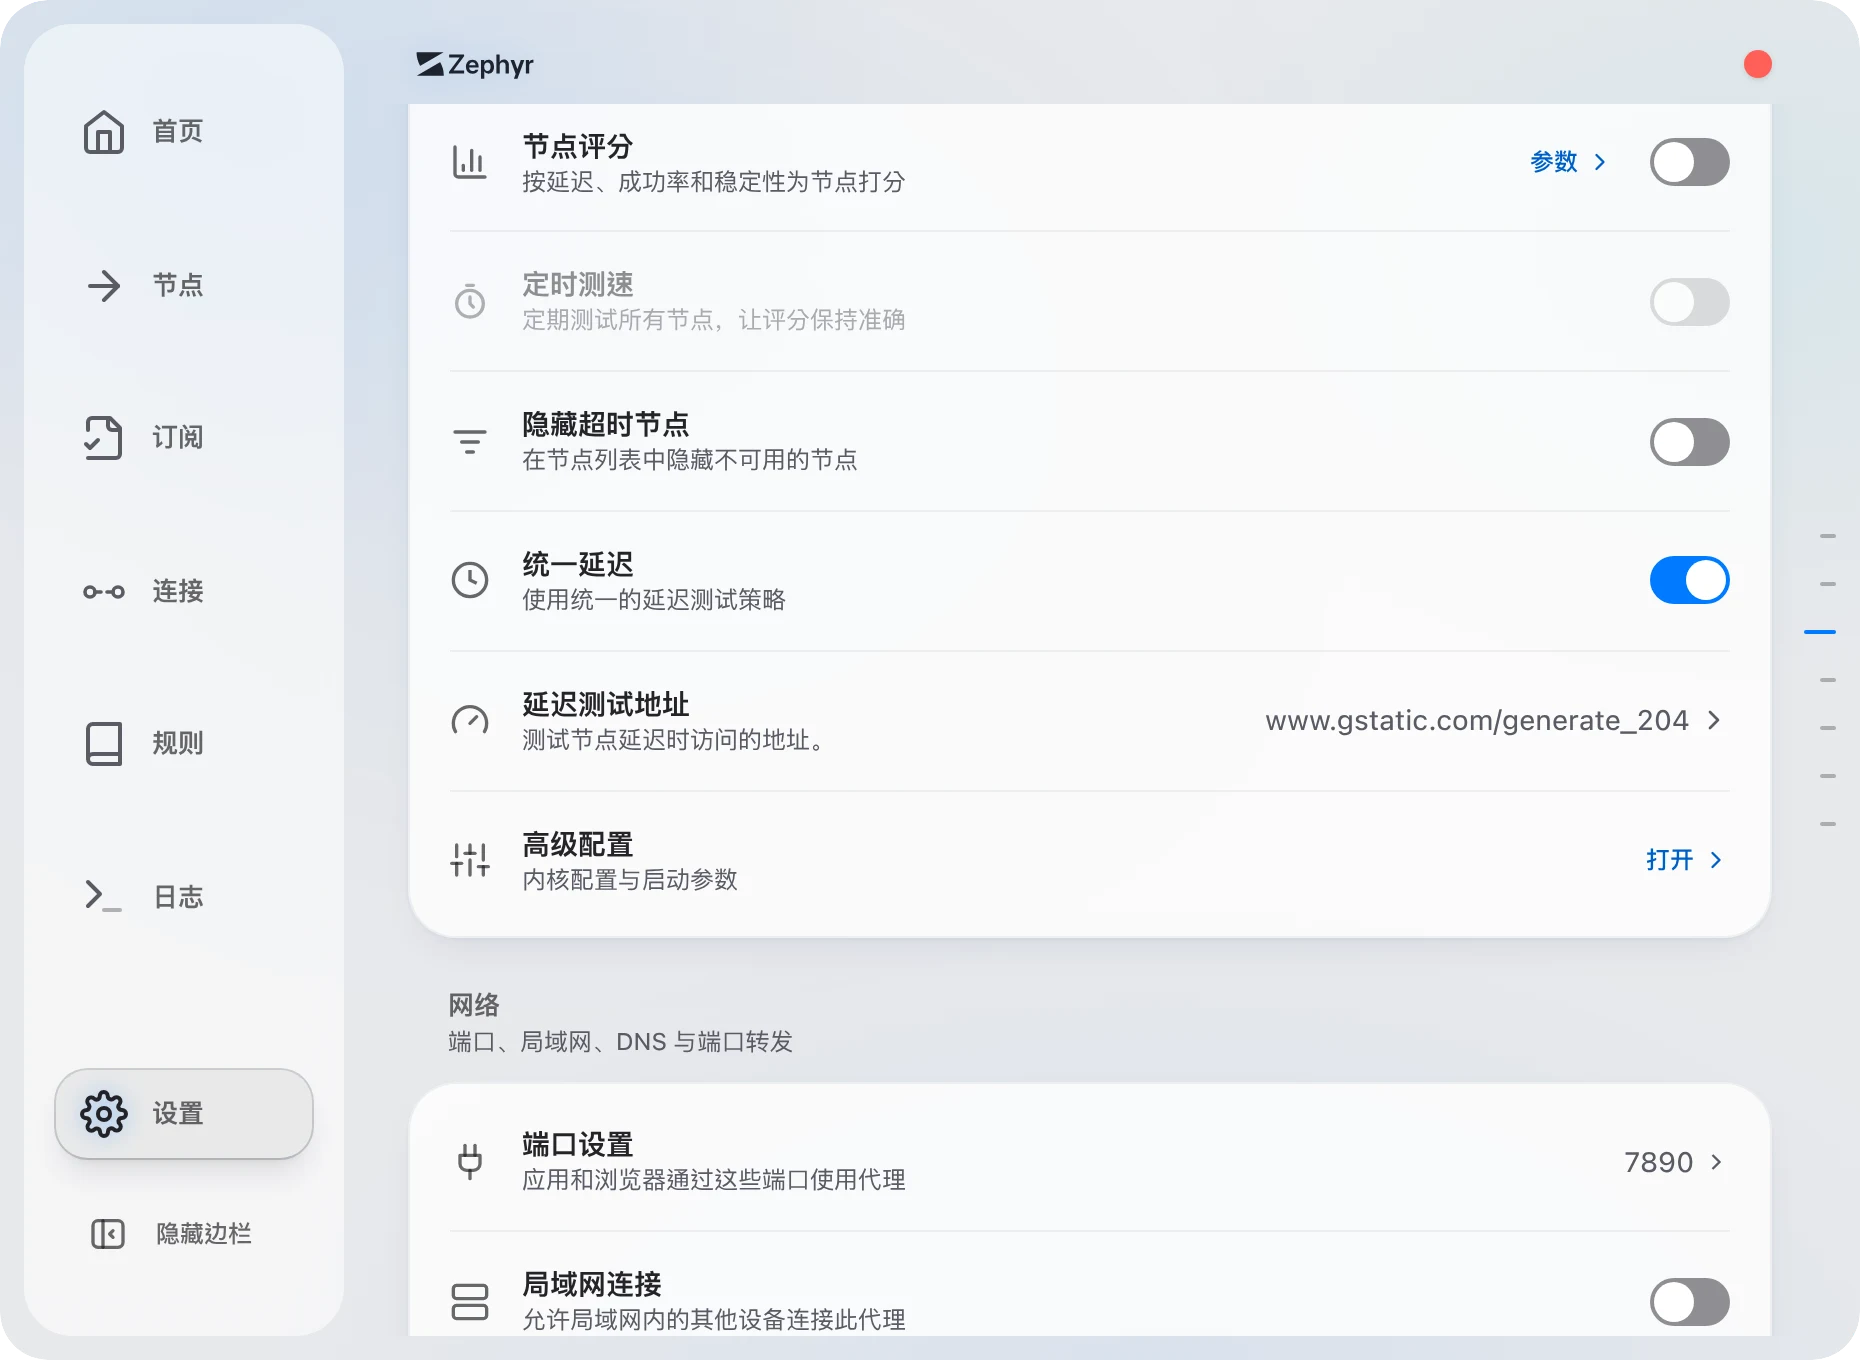 Zephyr
首页
节点
订阅
连接
规则
日志
设置
隐藏边栏
节点评分
按延迟、成功率和稳定性为节点打分
参数
定时测速
定期测试所有节点，让评分保持准确
隐藏超时节点
在节点列表中隐藏不可用的节点
统一延迟
使用统一的延迟测试策略
延迟测试地址
测试节点延迟时访问的地址。
www.gstatic.com/generate_204
高级配置
内核配置与启动参数
打开
网络
端口、局域网、DNS 与端口转发
端口设置
应用和浏览器通过这些端口使用代理
7890
局域网连接
允许局域网内的其他设备连接此代理